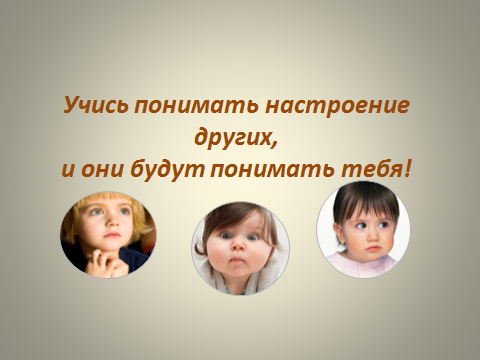 Учись понимать настроение
других,
и они будут понимать тебя!